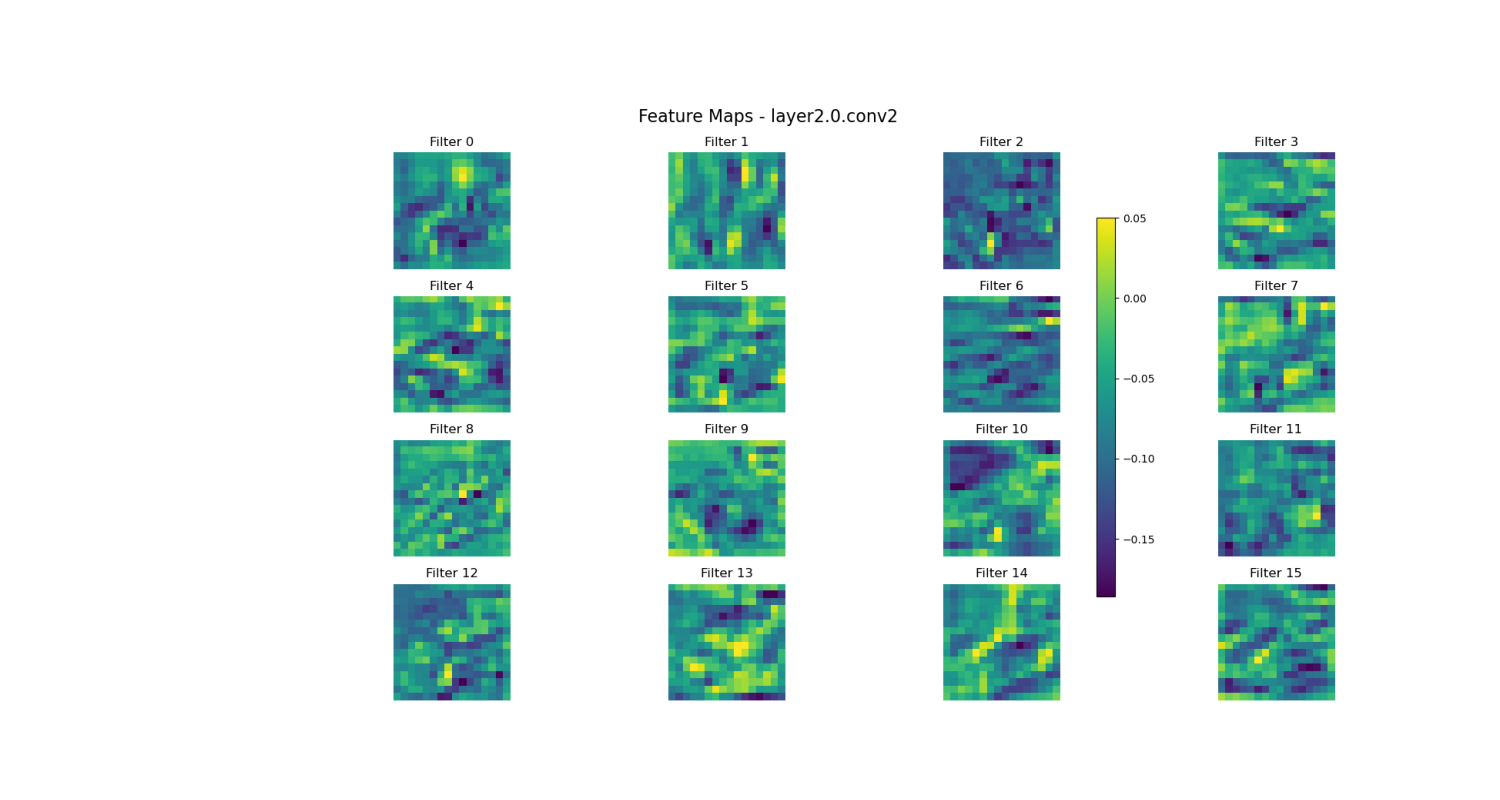 Feature Maps - layer2.0.conv2
Filter 0
Filter 1
Filter 2
Filter 3
0.05
0.00
−0.05
−0.10
−0.15
Filter 4
Filter 5
Filter 6
Filter 7
Filter 8
Filter 9
Filter 10
Filter 11
Filter 12
Filter 13
Filter 14
Filter 15